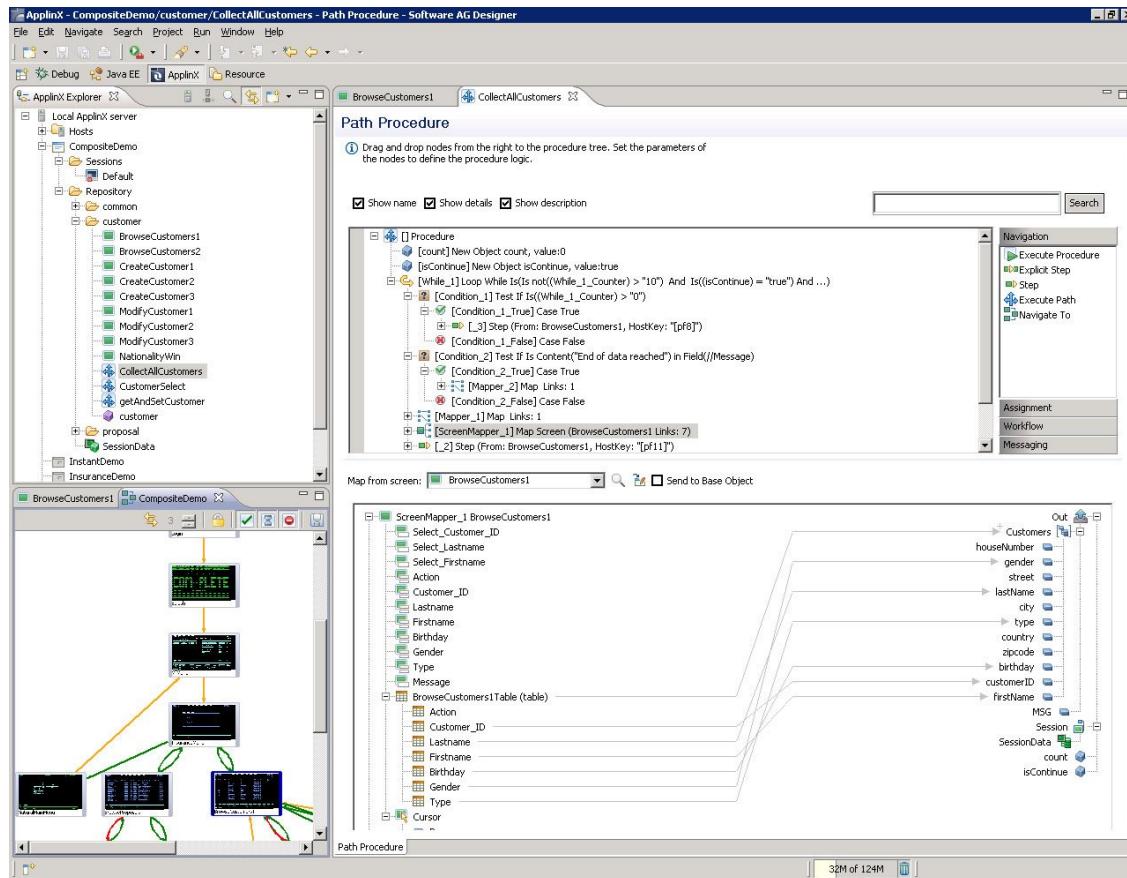 ApplinX - CompositeDemo/customer/CollectAllCustomers - Path Procedure - Software AG Designer
File Edit Navigate Search Project Run Window Help
Debug Java EE ApplinX Resource
ApplinX Explorer
Local ApplinX server
Hosts
CompositeDemo
Sessions
Default
Repository
common
customer
BrowseCustomers1
BrowseCustomers2
CreateCustomer1
CreateCustomer2
CreateCustomer3
ModifyCustomer1
ModifyCustomer2
ModifyCustomer3
NationalityWin
CollectAllCustomers
CustomerSelect
getAndSetCustomer
customer
proposal
SessionData
InstantDemo
InsuranceDemo
BrowseCustomers1 CompositeDemo
3
COM-PLETE
BrowseCustomers1 CollectAllCustomers
Path Procedure
Drag and drop nodes from the right to the procedure tree. Set the parameters of
the nodes to define the procedure logic.
Show name Show details Show description
Search
[] Procedure
[count] New Object count, value:0
[isContinue] New Object isContinue, value:true
[While_1] Loop While Is(Is not((While_1_Counter) > "10") And Is((isContinue) = "true") And ...)
[Condition_1] Test If Is((While_1_Counter) > "0")
[Condition_1_True] Case True
[_3] Step (From: BrowseCustomers1, HostKey: "[pf8]")
[Condition_1_False] Case False
[Condition_2] Test If Is Content("End of data reached") in Field(//Message)
[Condition_2_True] Case True
[Mapper_2] Map Links: 1
[Condition_2_False] Case False
[Mapper_1] Map Links: 1
[ScreenMapper_1] Map Screen (BrowseCustomers1 Links: 7)
[_2] Step (From: BrowseCustomers1, HostKey: "[pf11]")
Navigation
Execute Procedure
Explicit Step
Step
Execute Path
Navigate To
Assignment
Workflow
Messaging
Map from screen: BrowseCustomers1 Send to Base Object
ScreenMapper_1 BrowseCustomers1
Select_Customer_ID
Select_Lastname
Select_Firstname
Action
Customer_ID
Lastname
Firstname
Birthday
Gender
Type
Message
BrowseCustomers1Table (table)
Action
Customer_ID
Lastname
Firstname
Birthday
Gender
Type
Cursor
Out
Customers
houseNumber
gender
street
lastName
city
type
country
zipcode
birthday
customerID
firstName
MSG
Session
SessionData
count
isContinue
Path Procedure
32M of 124M